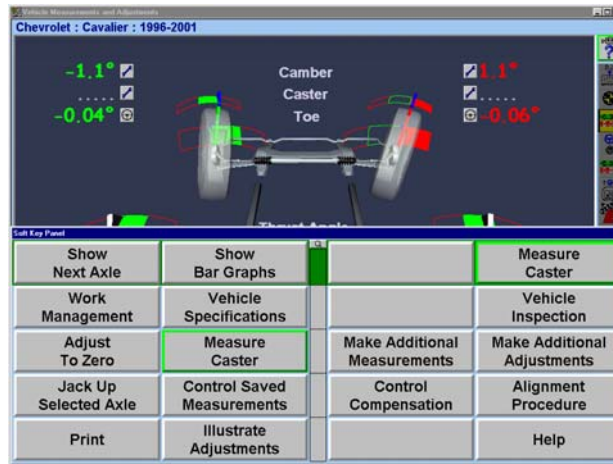 Vehicle Measurements and Adjustments
Chevrolet : Cavalier : 1996-2001
-1.1° Camber 1.1°
..... Caster .....
-0.04° Toe -0.06°
Thrust Angle
Soft Key Panel
Show Next Axle
Show Bar Graphs
Measure Caster
Work Management
Vehicle Specifications
Vehicle Inspection
Adjust To Zero
Measure Caster
Make Additional Measurements
Make Additional Adjustments
Jack Up Selected Axle
Control Saved Measurements
Control Compensation
Alignment Procedure
Print
Illustrate Adjustments
Help